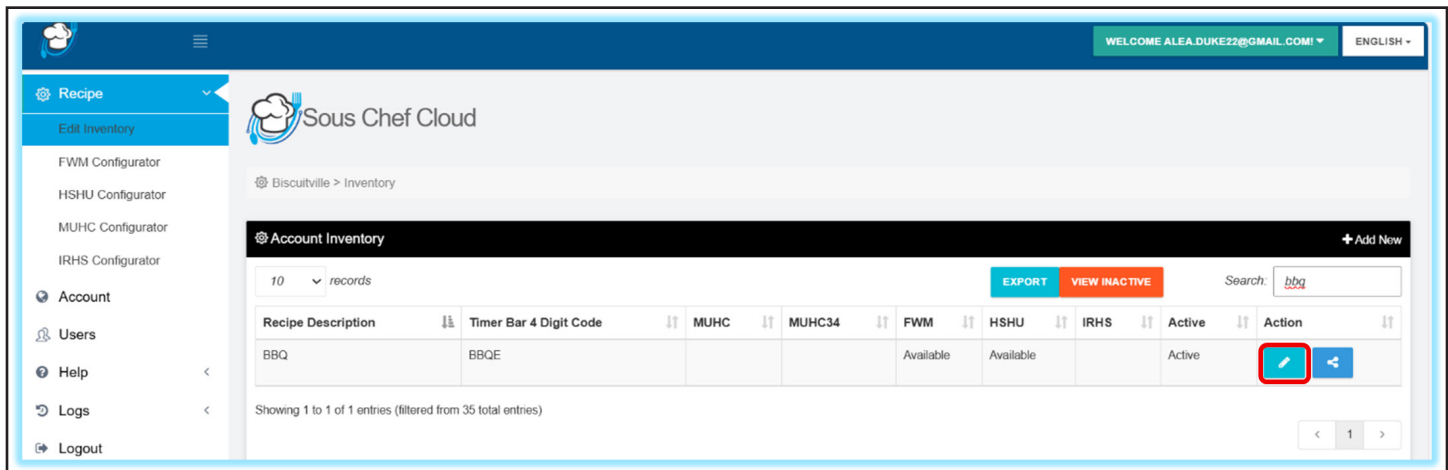 WELCOME ALEA.DUKE22@GMAIL.COM! ENGLISH
Recipe
Edit Inventory
FWM Configurator
HSHU Configurator
MUHC Configurator
IRHS Configurator
Account
Users
Help
Logs
Logout
Sous Chef Cloud
Biscuitville > Inventory
Account Inventory +Add New
10 records EXPORT VIEW INACTIVE Search: bbq
Recipe Description Timer Bar 4 Digit Code MUHC MUHC34 FWM HSHU IRHS Active Action
BBQ BBQE Available Available Active
Showing 1 to 1 of 1 entries (filtered from 35 total entries)
< 1 >